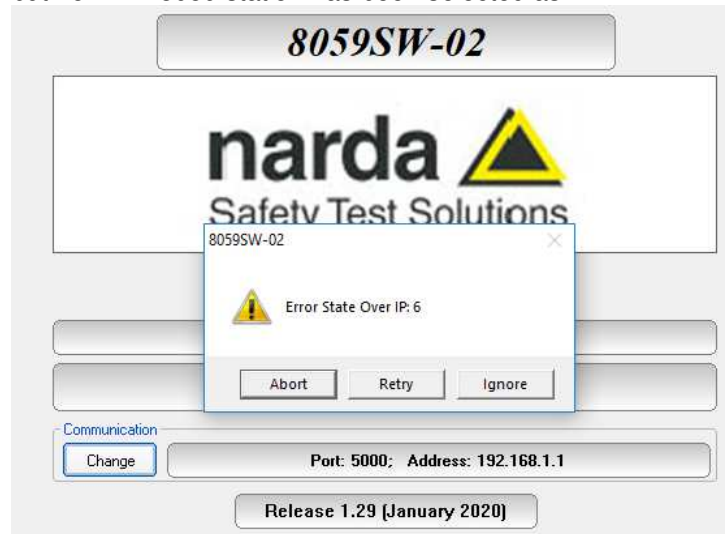 8059SW-02
narda
Safety Test Solutions
8059SW-02
Error State Over IP: 6
Abort Retry Ignore
Communication
Change Port: 5000; Address: 192.168.1.1
Release 1.29 (January 2020)